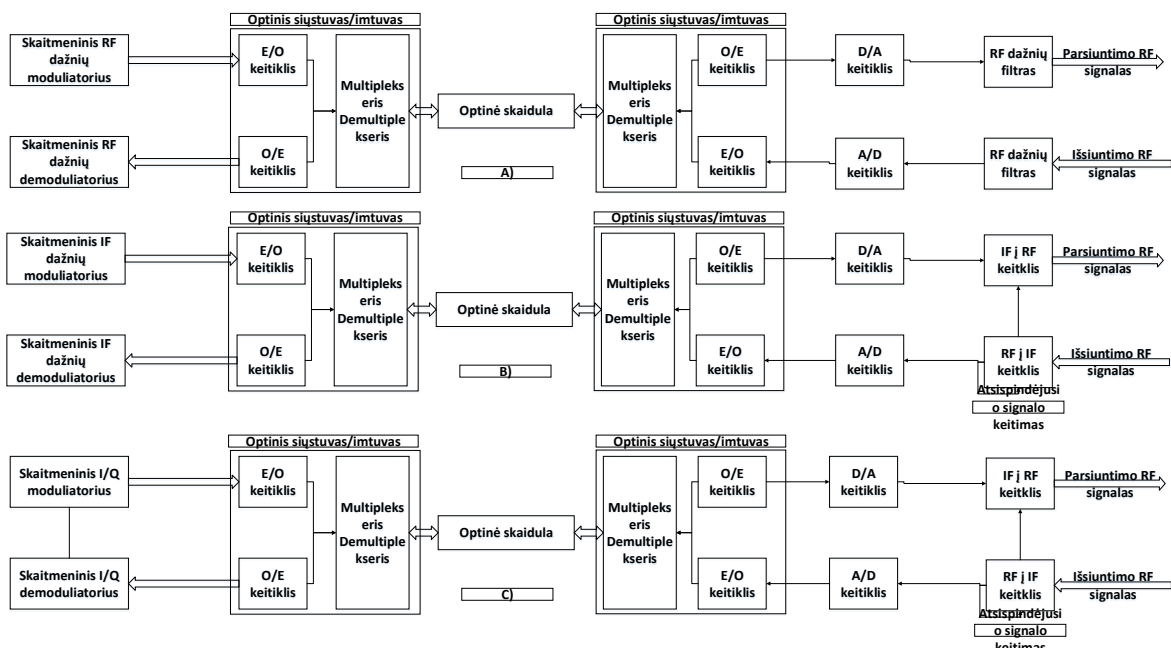 Optinis siųstuvas/imtuvas
Optinis siųstuvas/imtuvas
Skaitmeninis RF
dažnių
moduliatorius
E/O
keitiklis
Multipleks
eris
Demultiple
kseris
Optinė skaidula
Multipleks
eris
Demultiple
kseris
O/E
keitiklis
D/A
keitiklis
RF dažnių
filtras
Parsiuntimo RF
signalas
Skaitmeninis RF
dažnių
demoduliatorius
O/E
keitiklis
A)
E/O
keitiklis
A/D
keitiklis
RF dažnių
filtras
Išsiuntimo RF
signalas
Optinis siųstuvas/imtuvas
Optinis siųstuvas/imtuvas
Skaitmeninis IF
dažnių
moduliatorius
E/O
keitiklis
Multipleks
eris
Demultiple
kseris
Optinė skaidula
Multipleks
eris
Demultiple
kseris
O/E
keitiklis
D/A
keitiklis
IF į RF
keitklis
Parsiuntimo RF
signalas
Skaitmeninis IF
dažnių
demoduliatorius
O/E
keitiklis
B)
E/O
keitiklis
A/D
keitiklis
RF į IF
keitklis
Išsiuntimo RF
signalas
Atsispindėjusi
o signalo
keitimas
Optinis siųstuvas/imtuvas
Optinis siųstuvas/imtuvas
Skaitmeninis I/Q
moduliatorius
E/O
keitiklis
Multipleks
eris
Demultiple
kseris
Optinė skaidula
Multipleks
eris
Demultiple
kseris
O/E
keitiklis
D/A
keitiklis
IF į RF
keitklis
Parsiuntimo RF
signalas
Skaitmeninis I/Q
demoduliatorius
O/E
keitiklis
C)
E/O
keitiklis
A/D
keitiklis
RF į IF
keitklis
Išsiuntimo RF
signalas
Atsispindėjusi
o signalo
keitimas